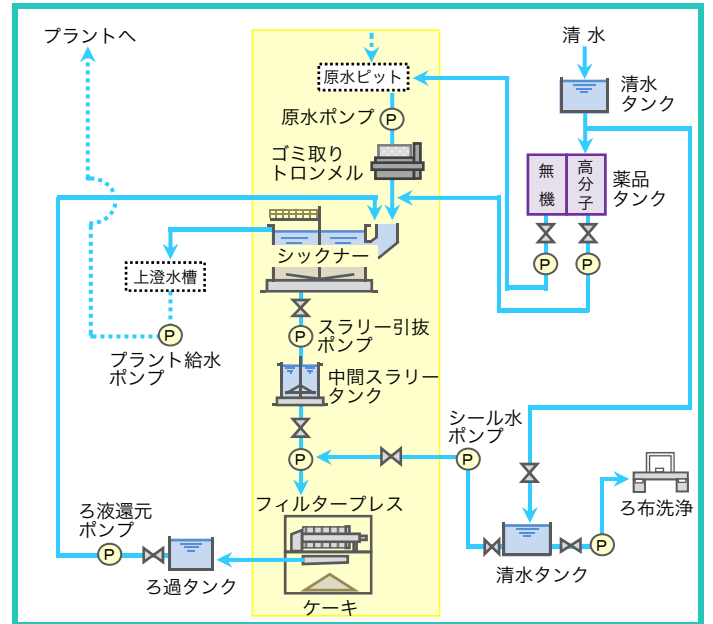 プラントへ
清 水
原水ピット
清水
タンク
原水ポンプ
P
ゴミ取り
トロンメル
無
機
高
分
子
薬品
タンク
P
P
シックナー
上澄水槽
P
プラント給水
ポンプ
P
スラリー引抜
ポンプ
中間スラリー
タンク
シール水
ポンプ
P
P
フィルタープレス
ろ布洗浄
ろ液還元
ポンプ
P
P
ろ過タンク
清水タンク
ケーキ